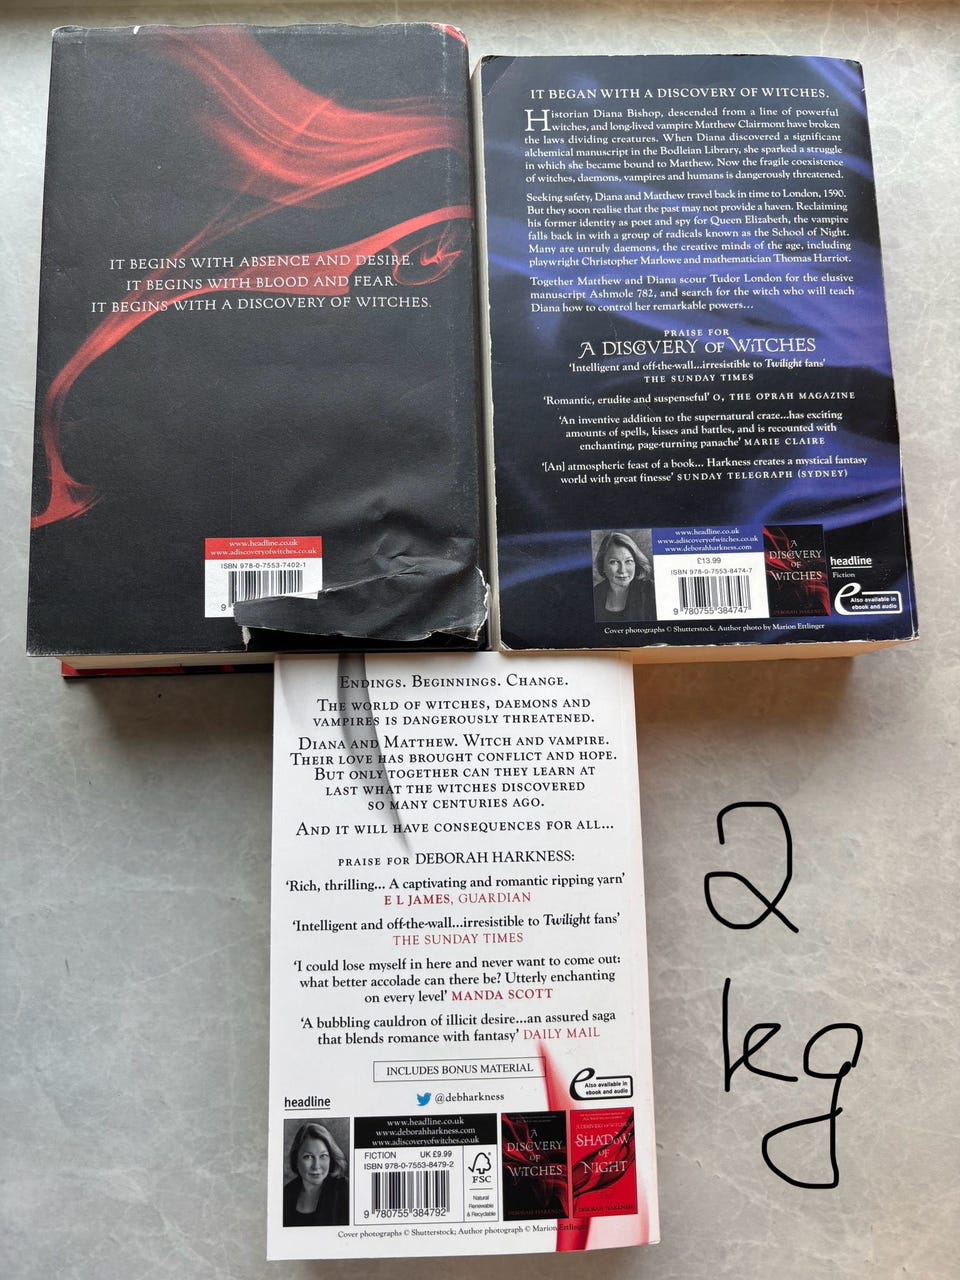 IT BEGINS WITH ABSENCE AND DESIRE.
IT BEGINS WITH BLOOD AND FEAR.
IT BEGINS WITH A DISCOVERY OF WITCHES.
www.headline.co.uk
www.adiscoveryofwitches.co.uk
ISBN 978-0-7553-7402-1
9
IT BEGAN WITH A DISCOVERY OF WITCHES.
Historian Diana Bishop, descended from a line of powerful
witches, and long-lived vampire Matthew Clairmont have broken
the laws dividing creatures. When Diana discovered a significant
alchemical manuscript in the Bodleian Library, she sparked a struggle
in which she became bound to Matthew. Now the fragile coexistence
of witches, daemons, vampires and humans is dangerously threatened.
Seeking safety, Diana and Matthew travel back in time to London, 1590.
But they soon realise that the past may not provide a haven. Reclaiming
his former identity as poet and spy for Queen Elizabeth, the vampire
falls back in with a group of radicals known as the School of Night.
Many are unruly daemons, the creative minds of the age, including
playwright Christopher Marlowe and mathematician Thomas Harriot.
Together Matthew and Diana scour Tudor London for the elusive
manuscript Ashmole 782, and search for the witch who will teach
Diana how to control her remarkable powers…
PRAISE FOR
A DISCOVERY OF WITCHES
‘Intelligent and off-the-wall…irresistible to Twilight fans’
THE SUNDAY TIMES
‘Romantic, erudite and suspenseful’ O, THE OPRAH MAGAZINE
‘An inventive addition to the supernatural craze…has exciting
amounts of spells, kisses and battles, and is recounted with
enchanting, page-turning panache’ MARIE CLAIRE
‘[An] atmospheric feast of a book… Harkness creates a mystical fantasy
world with great finesse’ SUNDAY TELEGRAPH (SYDNEY)
www.headline.co.uk
www.adiscoveryofwitches.co.uk
www.deborahharkness.com
£13.99
ISBN 978-0-7553-8474-7
9 780755 384747
A
DISCOVERY
OF
WITCHES
DEBORAH HARKNESS
headline
Fiction
e Also available in
ebook and audio
Cover photographs © Shutterstock. Author photo by Marion Ettlinger
ENDINGS. BEGINNINGS. CHANGE.
THE WORLD OF WITCHES, DAEMONS AND
VAMPIRES IS DANGEROUSLY THREATENED.
DIANA AND MATTHEW. WITCH AND VAMPIRE.
THEIR LOVE HAS BROUGHT CONFLICT AND HOPE.
BUT ONLY TOGETHER CAN THEY LEARN AT
LAST WHAT THE WITCHES DISCOVERED
SO MANY CENTURIES AGO.
AND IT WILL HAVE CONSEQUENCES FOR ALL…
PRAISE FOR DEBORAH HARKNESS:
‘Rich, thrilling… A captivating and romantic ripping yarn’
E L JAMES, GUARDIAN
‘Intelligent and off-the-wall…irresistible to Twilight fans’
THE SUNDAY TIMES
‘I could lose myself in here and never want to come out:
what better accolade can there be? Utterly enchanting
on every level’ MANDA SCOTT
‘A bubbling cauldron of illicit desire…an assured saga
that blends romance with fantasy’ DAILY MAIL
INCLUDES BONUS MATERIAL
@debharkness
headline
e Also available in
ebook and audio
www.headline.co.uk
www.deborahharkness.com
www.adiscoveryofwitches.co.uk
FICTION UK £9.99
ISBN 978-0-7553-8479-2
9 780755 384792
FSC
Natural
Renewable
& Recyclable
A
DISCOVERY
OF
WITCHES
DEBORAH HARKNESS
SHADOW
OF
NIGHT
DEBORAH HARKNESS
Cover photographs © Shutterstock; Author photograph © Marion Ettlinger
2
kg